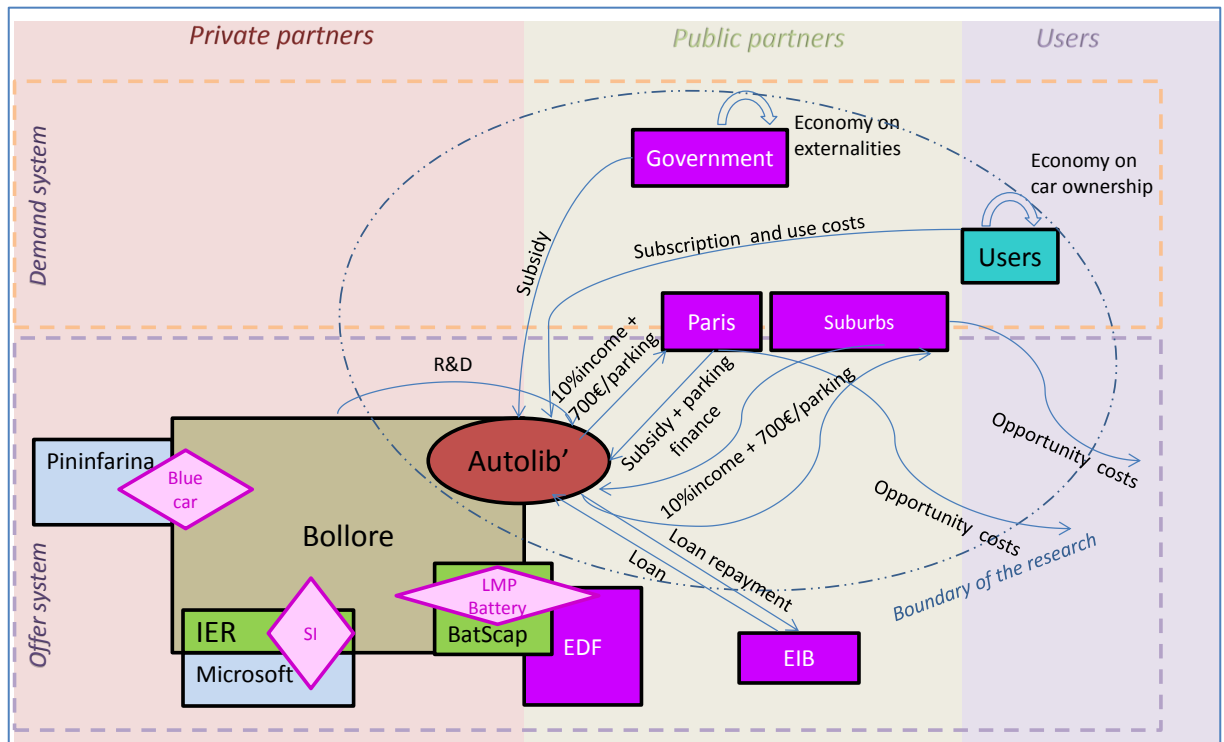 Private partners
Public partners
Users
Demand system
Government
Economy on
externalities
Economy on
car ownership
Users
Subsidy
Subscription and use costs
Paris
Suburbs
Offer system
R&D
10%income +
700€/parking
Subsidy + parking
finance
10%income + 700€/parking
Opportunity costs
Opportunity costs
Boundary of the research
Pininfarina
Blue
car
Autolib'
Bollore
Loan
Loan repayment
LMP
Battery
BatScap
EDF
EIB
IER
SI
Microsoft